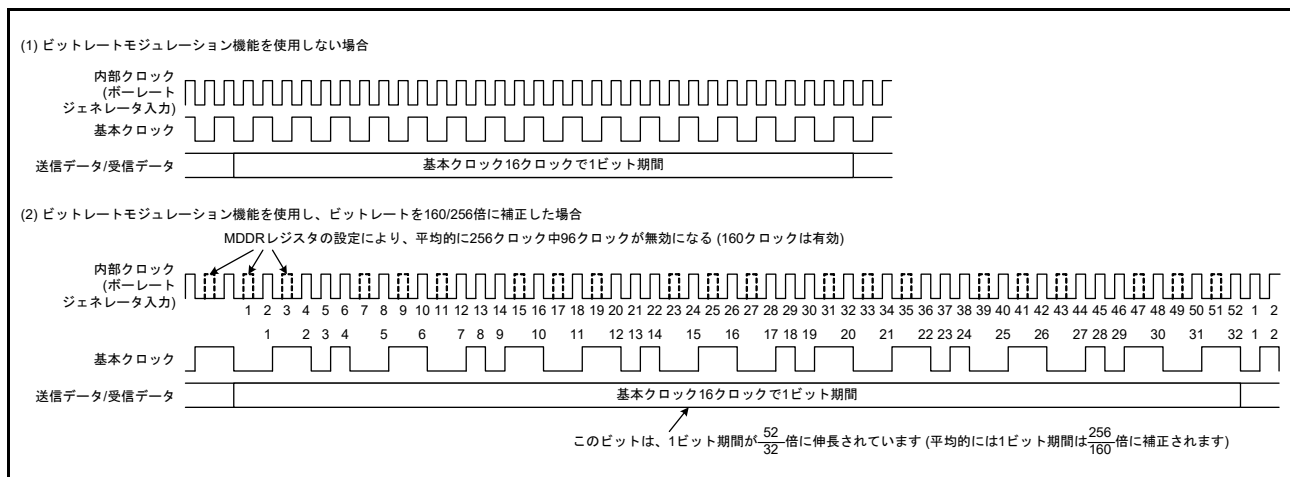 (1) ビットレートモジュレーション機能を使用しない場合
内部クロック
(ボーレート
ジェネレータ入力)
基本クロック
送信データ/受信データ
基本クロック16クロックで1ビット期間
(2) ビットレートモジュレーション機能を使用し、ビットレートを160/256倍に補正した場合
MDDRレジスタの設定により、平均的に256クロック中96クロックが無効になる (160クロックは有効)
内部クロック
(ボーレート
ジェネレータ入力)
1 2 3 4 5 6 7 8 9 10 11 12 13 14 15 16 17 18 19 20 21 22 23 24 25 26 27 28 29 30 31 32 33 34 35 36 37 38 39 40 41 42 43 44 45 46 47 48 49 50 51 52 1 2
1 2 3 4 5 6 7 8 9 10 11 12 13 14 15 16 17 18 19 20 21 22 23 24 25 26 27 28 29 30 31 32 1 2
基本クロック
送信データ/受信データ
基本クロック16クロックで1ビット期間
このビットは、1ビット期間が52/32倍に伸長されています (平均的には1ビット期間は256/160倍に補正されます)